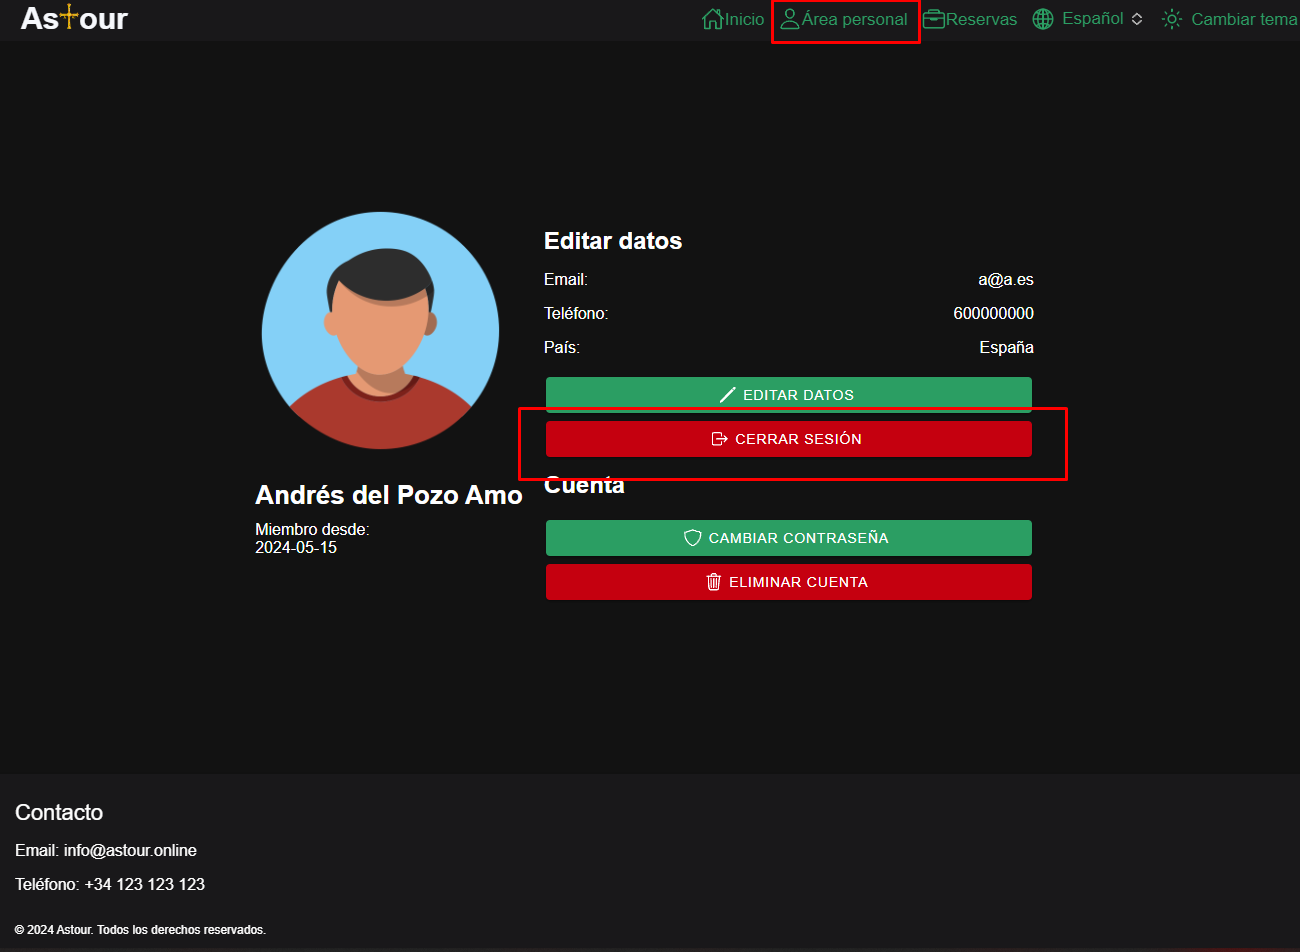 Astour
Inicio Área personal Reservas Español Cambiar tema
Editar datos
Email: a@a.es
Teléfono: 600000000
País: España
EDITAR DATOS
CERRAR SESIÓN
Cuenta
CAMBIAR CONTRASEÑA
ELIMINAR CUENTA
Andrés del Pozo Amo
Miembro desde:
2024-05-15
Contacto
Email: info@astour.online
Teléfono: +34 123 123 123
© 2024 Astour. Todos los derechos reservados.